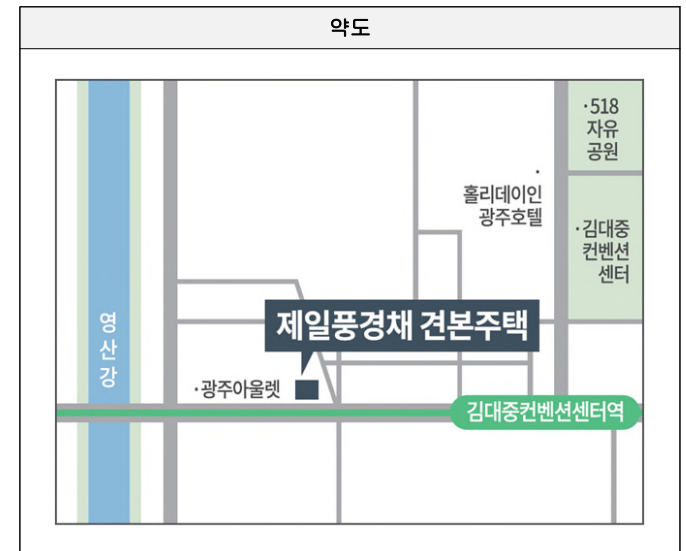 약도
·518
자유
공원
·
홀리데이인
광주호텔
·김대중
컨벤션
센터
영
산
강
제일풍경채 견본주택
·광주아울렛
김대중컨벤션센터역